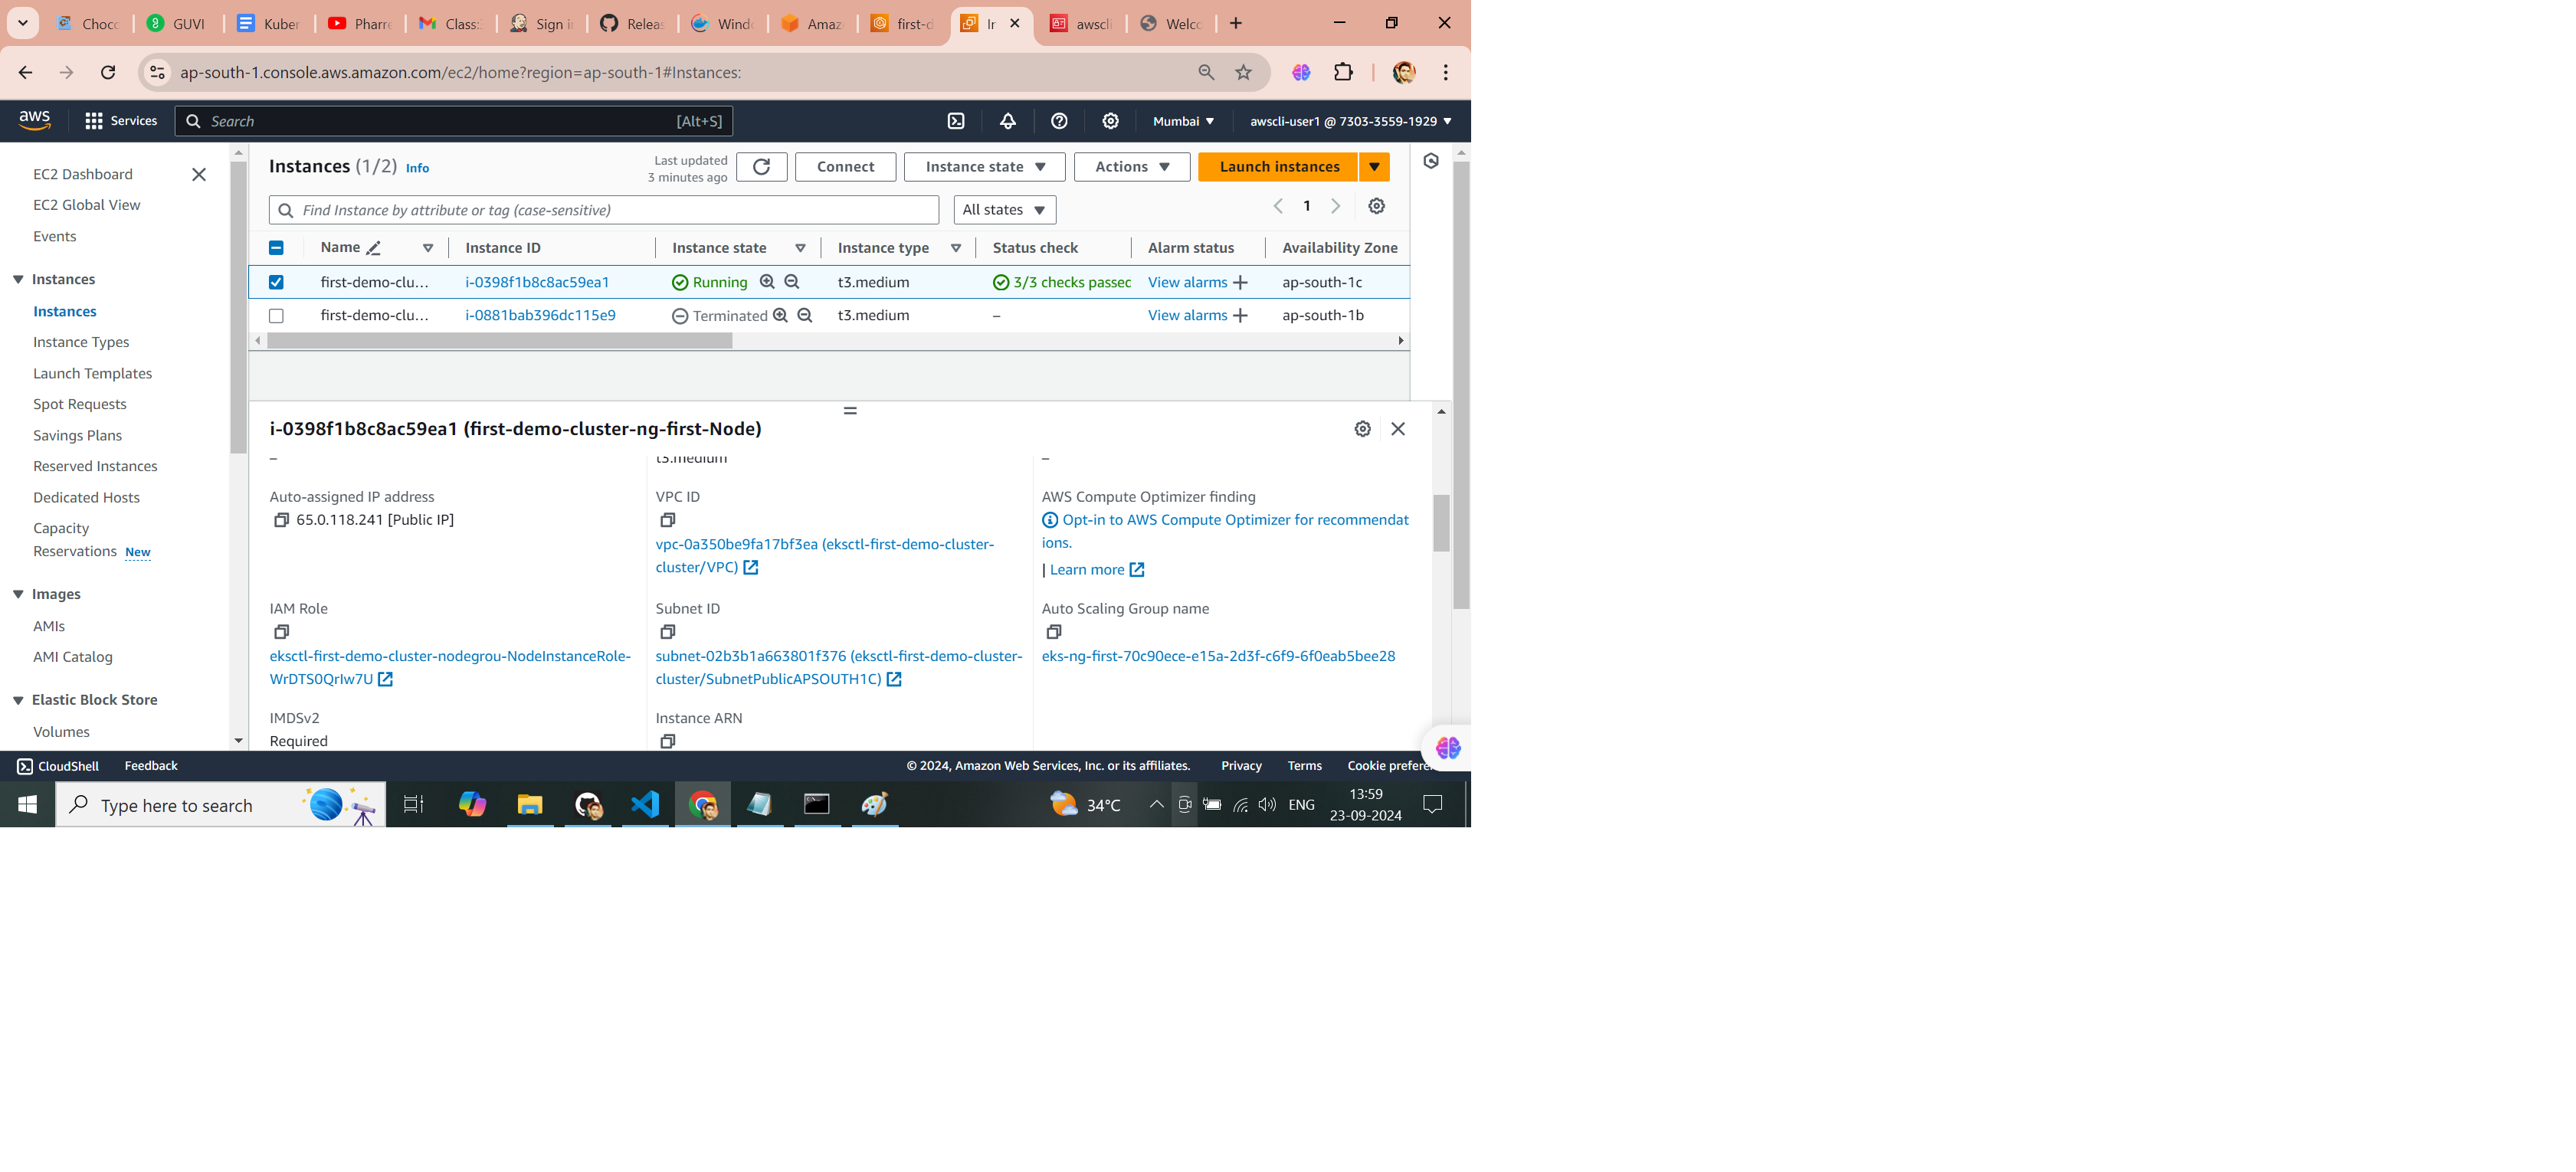 Choco
GUVI
Kuber
Pharre
Class:
Sign in
Releas
Windo
Amaz
first-d
In
awscli
Welco
ap-south-1.console.aws.amazon.com/ec2/home?region=ap-south-1#Instances:
aws
Services
Search
[Alt+S]
Mumbai
awscli-user1 @ 7303-3559-1929
EC2 Dashboard
EC2 Global View
Events
Instances
Instances
Instance Types
Launch Templates
Spot Requests
Savings Plans
Reserved Instances
Dedicated Hosts
Capacity
Reservations New
Images
AMIs
AMI Catalog
Elastic Block Store
Volumes
Instances (1/2) Info
Last updated
3 minutes ago
Connect
Instance state
Actions
Launch instances
Find Instance by attribute or tag (case-sensitive)
All states
1
Name Instance ID Instance state Instance type Status check Alarm status Availability Zone
first-demo-clu... i-0398f1b8c8ac59ea1 Running t3.medium 3/3 checks passec View alarms ap-south-1c
first-demo-clu... i-0881bab396dc115e9 Terminated t3.medium – View alarms ap-south-1b
i-0398f1b8c8ac59ea1 (first-demo-cluster-ng-first-Node)
– t3.medium –
Auto-assigned IP address
65.0.118.241 [Public IP]
VPC ID
vpc-0a350be9fa17bf3ea (eksctl-first-demo-cluster-
cluster/VPC)
AWS Compute Optimizer finding
Opt-in to AWS Compute Optimizer for recommendat
ions.
| Learn more
IAM Role
eksctl-first-demo-cluster-nodegrou-NodeInstanceRole-
WrDTS0QrIw7U
Subnet ID
subnet-02b3b1a663801f376 (eksctl-first-demo-cluster-
cluster/SubnetPublicAPSOUTH1C)
Auto Scaling Group name
eks-ng-first-70c90ece-e15a-2d3f-c6f9-6f0eab5bee28
IMDSv2
Required
Instance ARN
CloudShell
Feedback
© 2024, Amazon Web Services, Inc. or its affiliates.
Privacy
Terms
Cookie prefere
Type here to search
34°C
ENG
13:59
23-09-2024